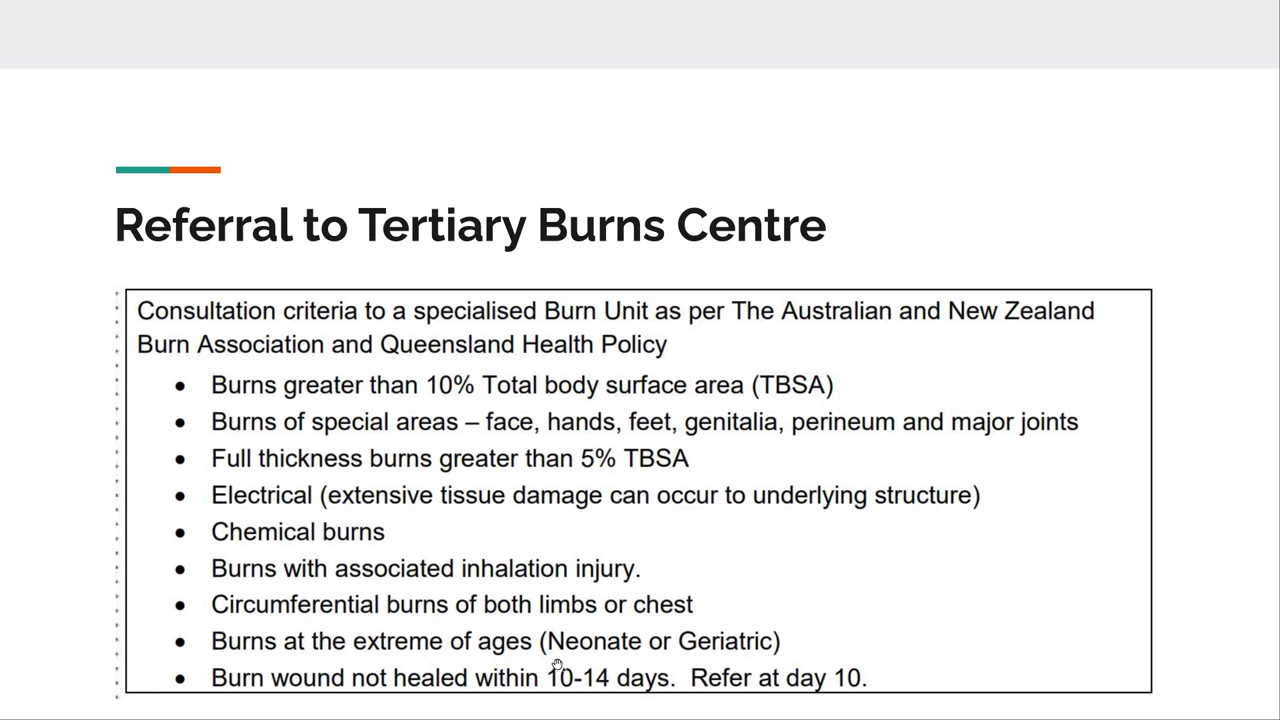 Referral to Tertiary Burns Centre
Consultation criteria to a specialised Burn Unit as per The Australian and New Zealand
Burn Association and Queensland Health Policy
• Burns greater than 10% Total body surface area (TBSA)
• Burns of special areas – face, hands, feet, genitalia, perineum and major joints
• Full thickness burns greater than 5% TBSA
• Electrical (extensive tissue damage can occur to underlying structure)
• Chemical burns
• Burns with associated inhalation injury.
• Circumferential burns of both limbs or chest
• Burns at the extreme of ages (Neonate or Geriatric)
• Burn wound not healed within 10-14 days.  Refer at day 10.